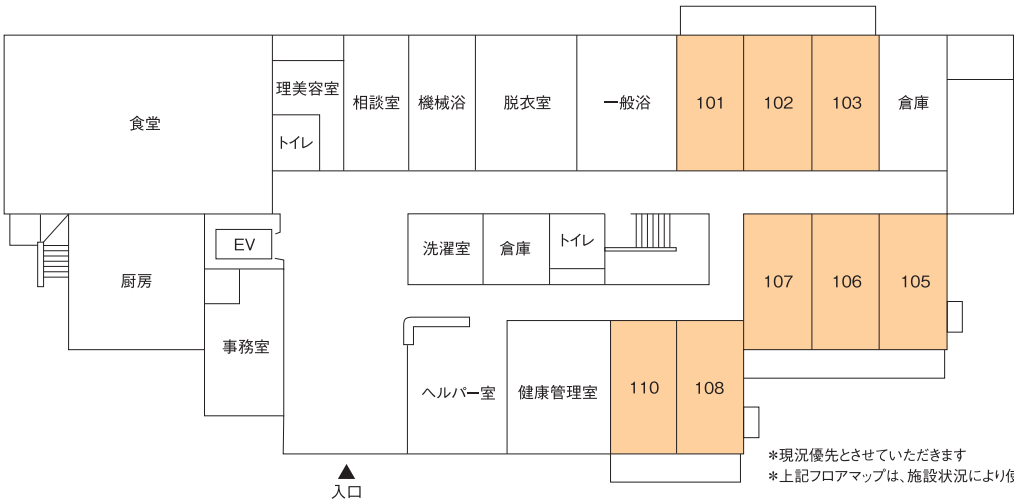 食堂
理美容室
トイレ
相談室
機械浴
脱衣室
一般浴
101
102
103
倉庫
EV
厨房
事務室
洗濯室
倉庫
トイレ
107
106
105
ヘルパー室
健康管理室
110
108
入口
*現況優先とさせていただきます
*上記フロアマップは、施設状況により